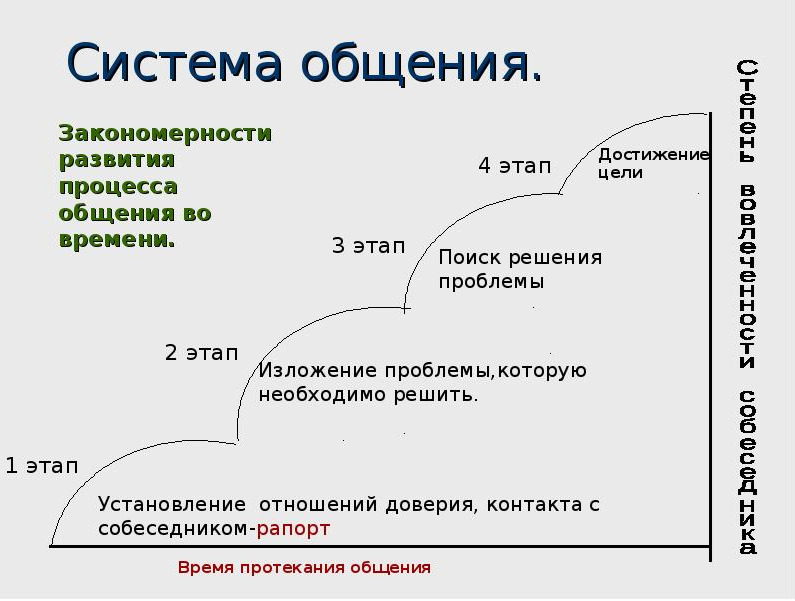 Система общения.
Закономерности
развития
процесса
общения во
времени.
4 этап
Достижение
цели
3 этап
Поиск решения
проблемы
2 этап
Изложение проблемы,которую
необходимо решить.
1 этап
Установление отношений доверия, контакта с
собеседником-рапорт
Время протекания общения
Степень вовлеченности собеседника